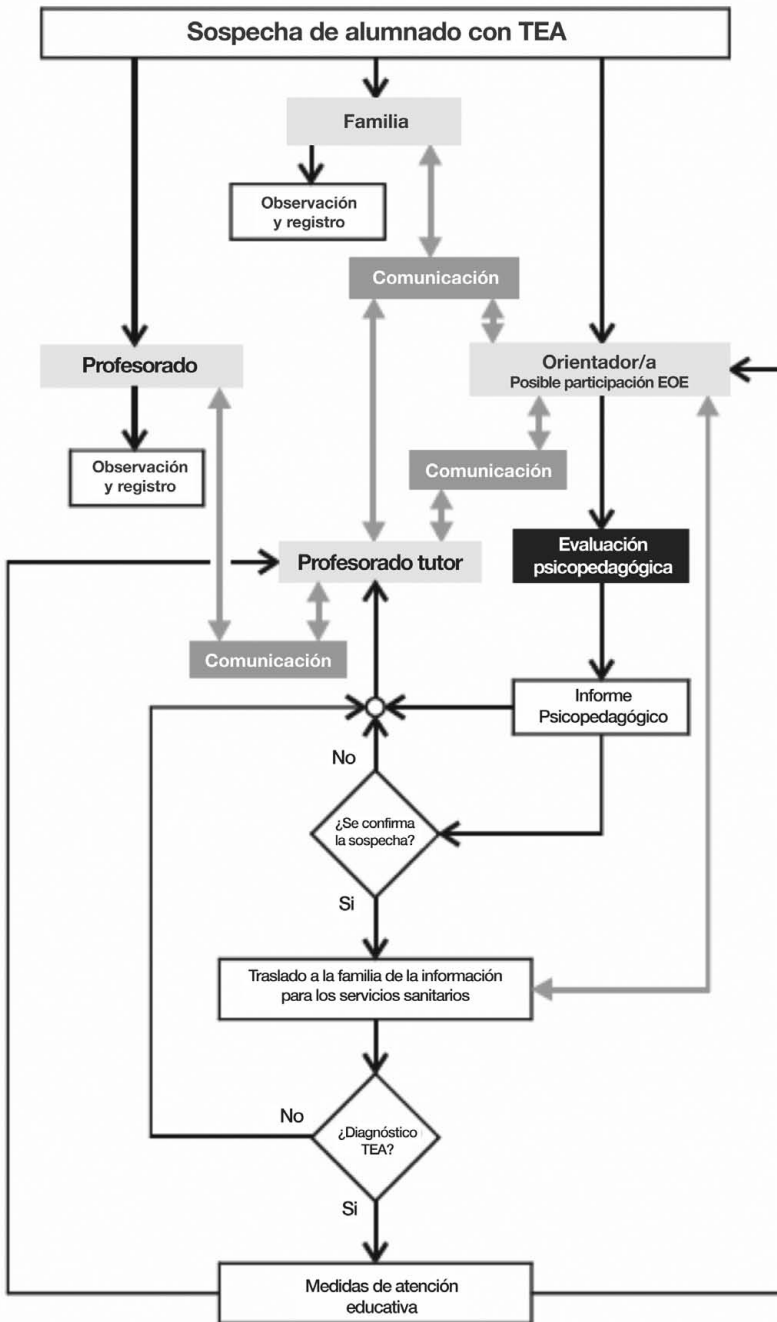 Sospecha de alumnado con TEA
Familia
Observación
y registro
Comunicación
Profesorado
Orientador/a
Posible participación EOE
Observación
y registro
Comunicación
Evaluación
psicopedagógica
Profesorado tutor
Comunicación
Informe
Psicopedagógico
No
¿Se confirma
la sospecha?
Si
Traslado a la familia de la información
para los servicios sanitarios
No
¿Diagnóstico
TEA?
Si
Medidas de atención
educativa